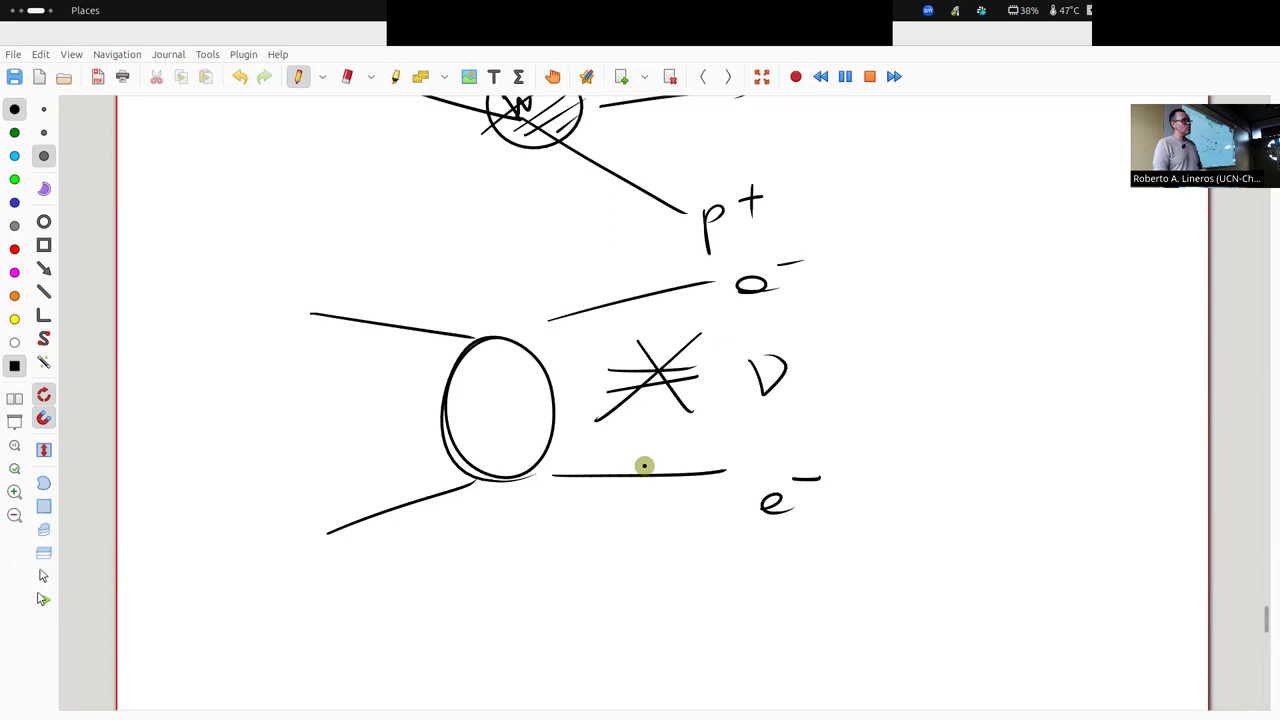 Places
38% 47°C
File Edit View Navigation Journal Tools Plugin Help
W
p+
e-
ν
e-
Roberto A. Lineros (UCN-Ch...